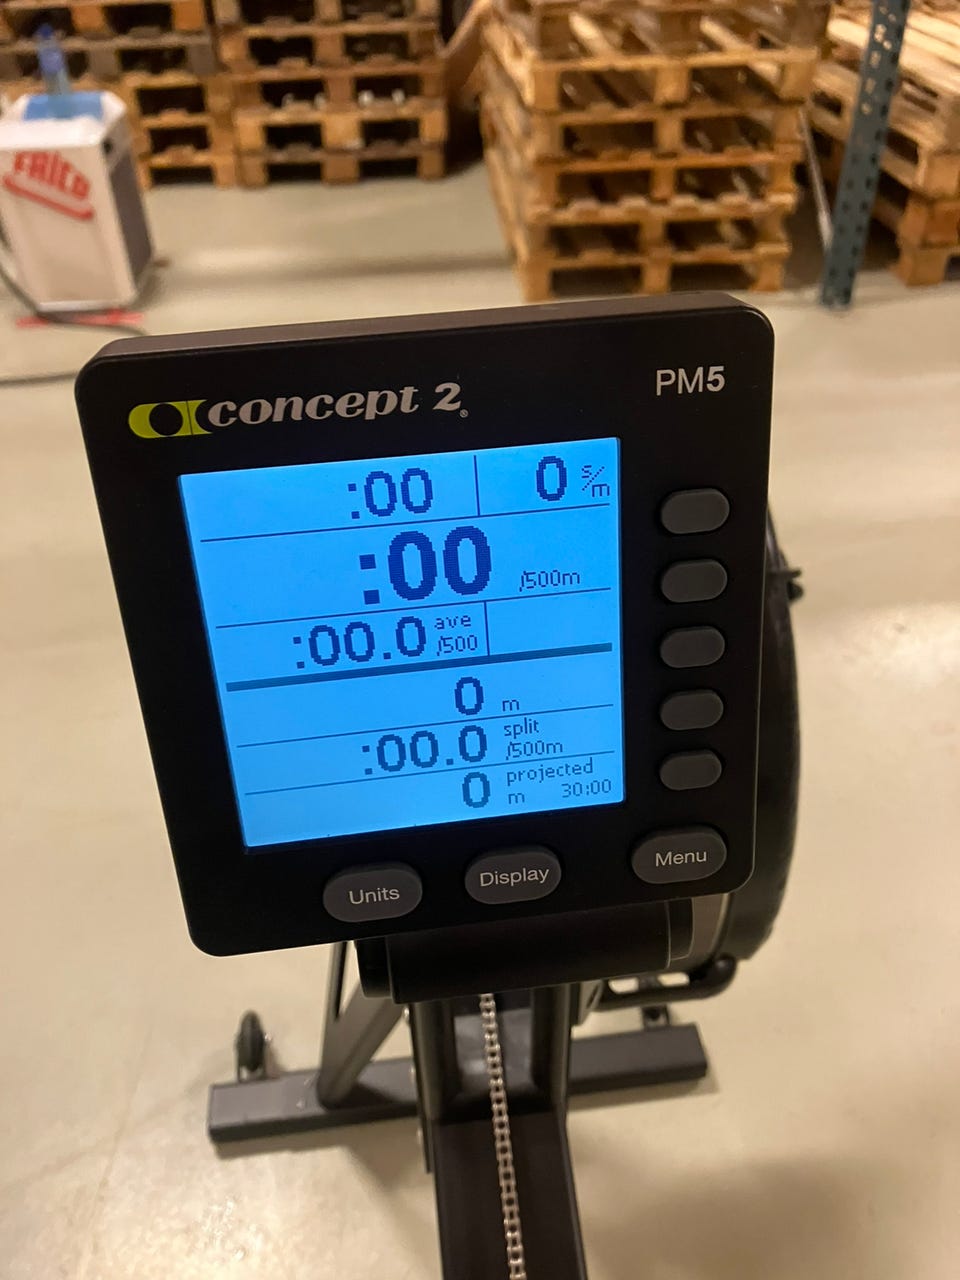 FRICO
concept 2®
PM5
:00 0 s/m
:00 /500m
:00.0 ave /500
0 m
:00.0 split /500m
0 projected m 30:00
Units Display Menu